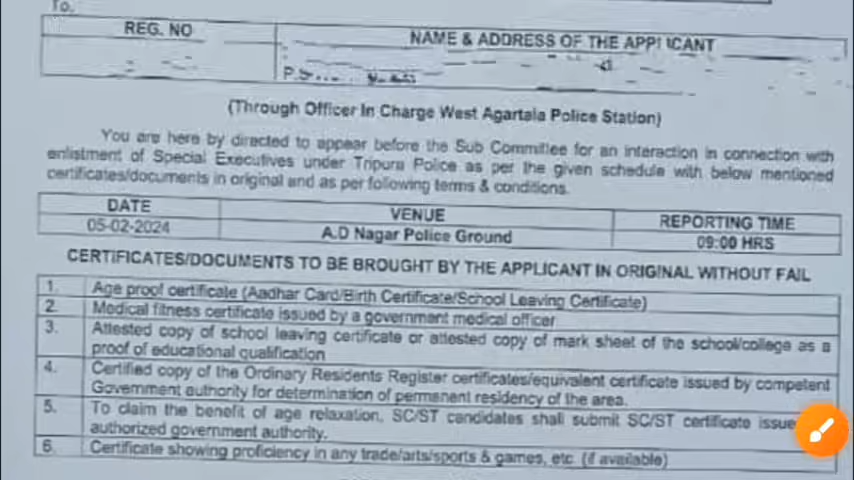 To,
REG. NO
NAME & ADDRESS OF THE APPLICANT
(Through Officer In Charge West Agartala Police Station)
You are here by directed to appear before the Sub Committee for an interaction in connection with
enlistment of Special Executives under Tripura Police as per the given schedule with below mentioned
certificates/documents in original and as per following terms & conditions.
DATE VENUE REPORTING TIME
05-02-2024 A.D Nagar Police Ground 09:00 HRS
CERTIFICATES/DOCUMENTS TO BE BROUGHT BY THE APPLICANT IN ORIGINAL WITHOUT FAIL
1. Age proof certificate (Aadhar Card/Birth Certificate/School Leaving Certificate)
2. Medical fitness certificate issued by a government medical officer
3. Attested copy of school leaving certificate or attested copy of mark sheet of the school/college as a
proof of educational qualification
4. Certified copy of the Ordinary Residents Register certificates/equivalent certificate issued by competent
Government authority for determination of permanent residency of the area.
5. To claim the benefit of age relaxation, SC/ST candidates shall submit SC/ST certificate issue
authorized government authority.
6. Certificate showing proficiency in any trade/arts/sports & games, etc. (if available)